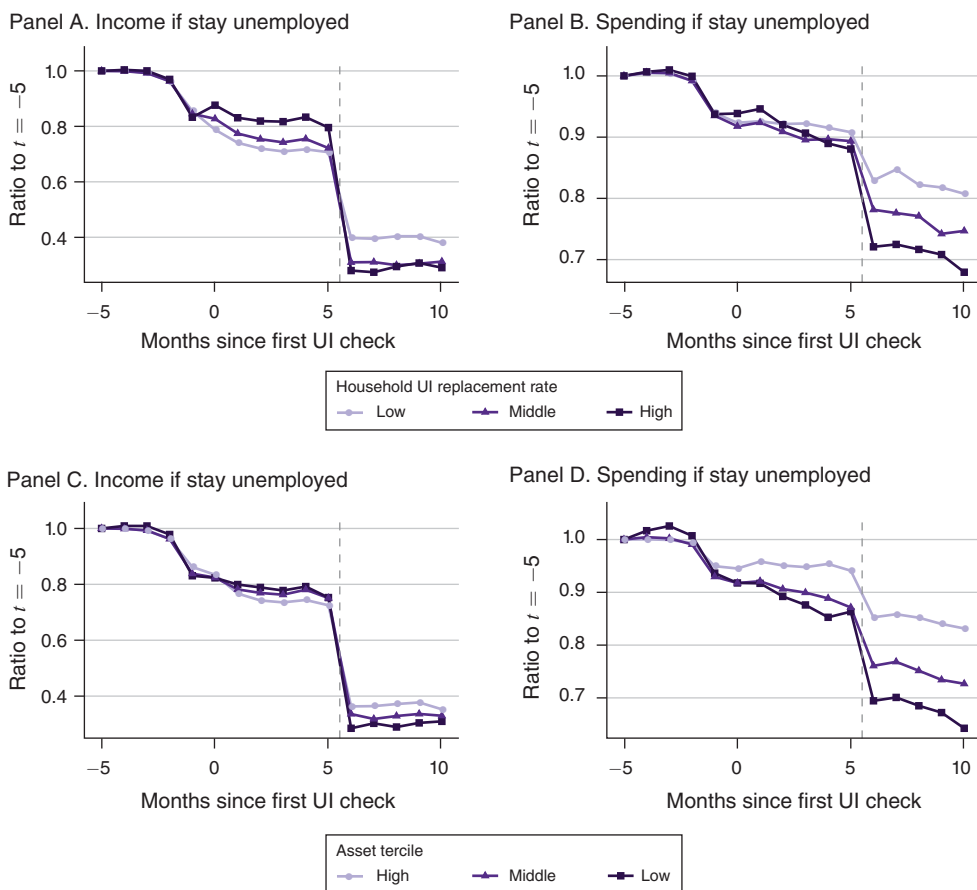 Panel A. Income if stay unemployed
Ratio to t = −5
1.0
0.8
0.6
0.4
−5 0 5 10
Months since first UI check
Panel B. Spending if stay unemployed
Ratio to t = −5
1.0
0.9
0.8
0.7
−5 0 5 10
Months since first UI check
Household UI replacement rate
Low Middle High
Panel C. Income if stay unemployed
Ratio to t = −5
1.0
0.8
0.6
0.4
−5 0 5 10
Months since first UI check
Panel D. Spending if stay unemployed
Ratio to t = −5
1.0
0.9
0.8
0.7
−5 0 5 10
Months since first UI check
Asset tercile
High Middle Low